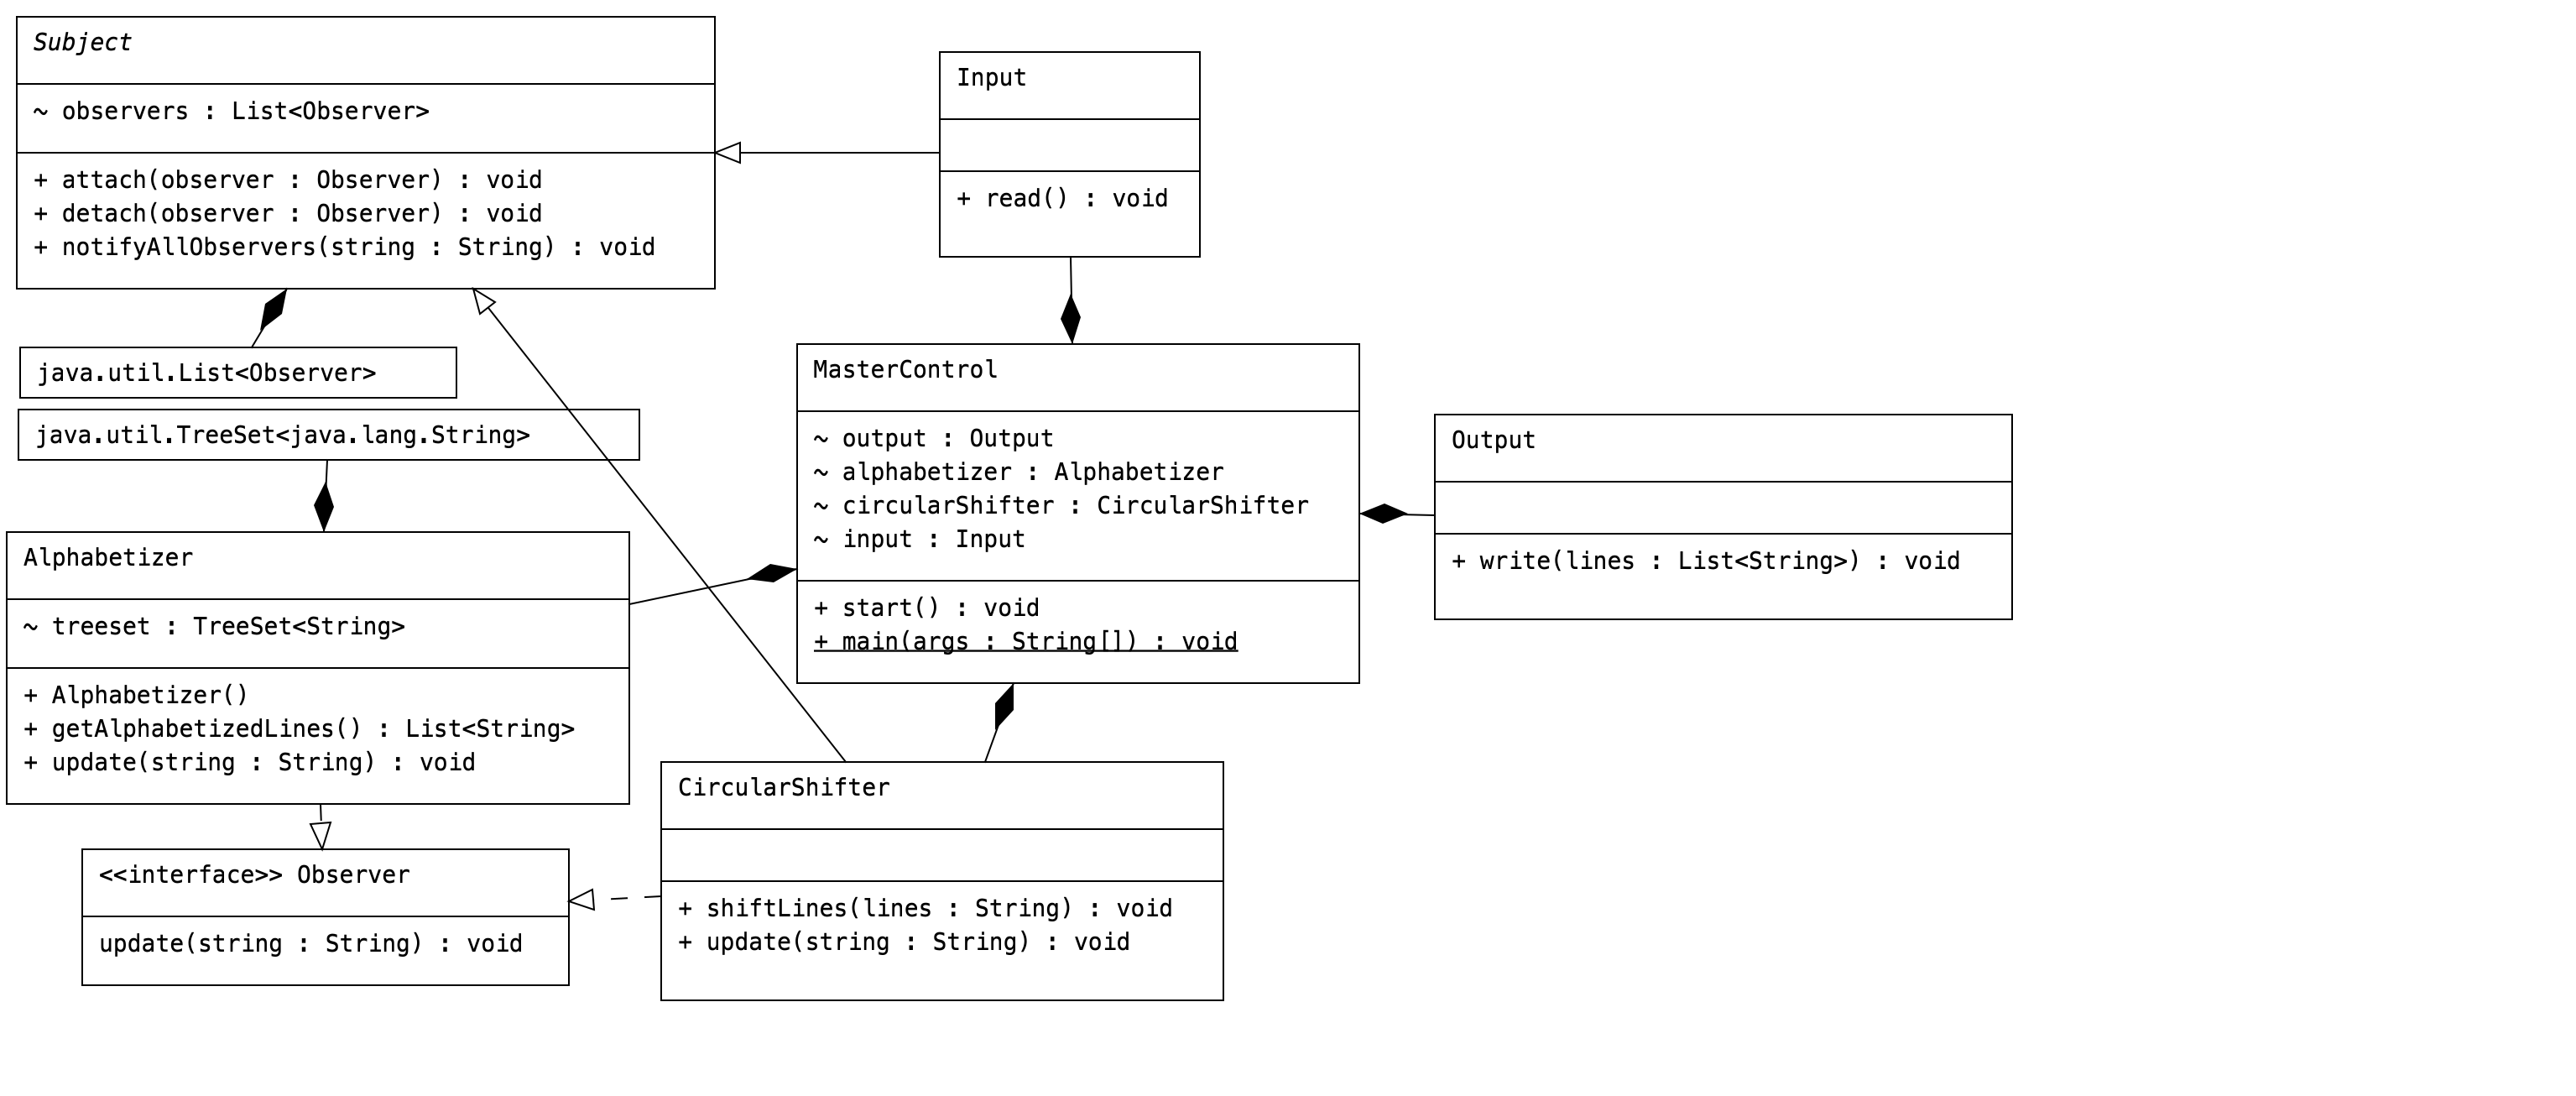 Subject
~ observers : List<Observer>
+ attach(observer : Observer) : void
+ detach(observer : Observer) : void
+ notifyAllObservers(string : String) : void
Input
+ read() : void
java.util.List<Observer>
java.util.TreeSet<java.lang.String>
MasterControl
~ output : Output
~ alphabetizer : Alphabetizer
~ circularShifter : CircularShifter
~ input : Input
+ start() : void
+ main(args : String[]) : void
Output
+ write(lines : List<String>) : void
Alphabetizer
~ treeset : TreeSet<String>
+ Alphabetizer()
+ getAlphabetizedLines() : List<String>
+ update(string : String) : void
CircularShifter
+ shiftLines(lines : String) : void
+ update(string : String) : void
<<interface>> Observer
update(string : String) : void